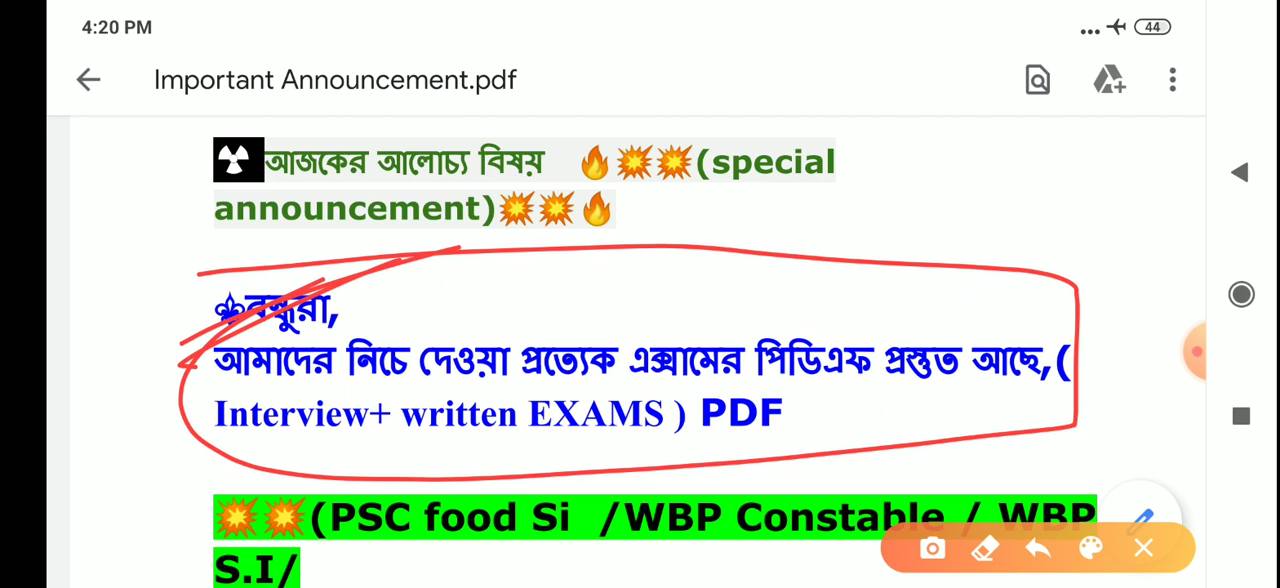 4:20 PM
44
Important Announcement.pdf
আজকের আলোচ্য বিষয় 🔥💥💥(special
announcement)💥💥🔥
⚜বন্ধুরা,
আমাদের নিচে দেওয়া প্রত্যেক এক্সামের পিডিএফ প্রস্তুত আছে,(
Interview+ written EXAMS ) PDF
💥💥(PSC food Si /WBP Constable / WBP
S.I/